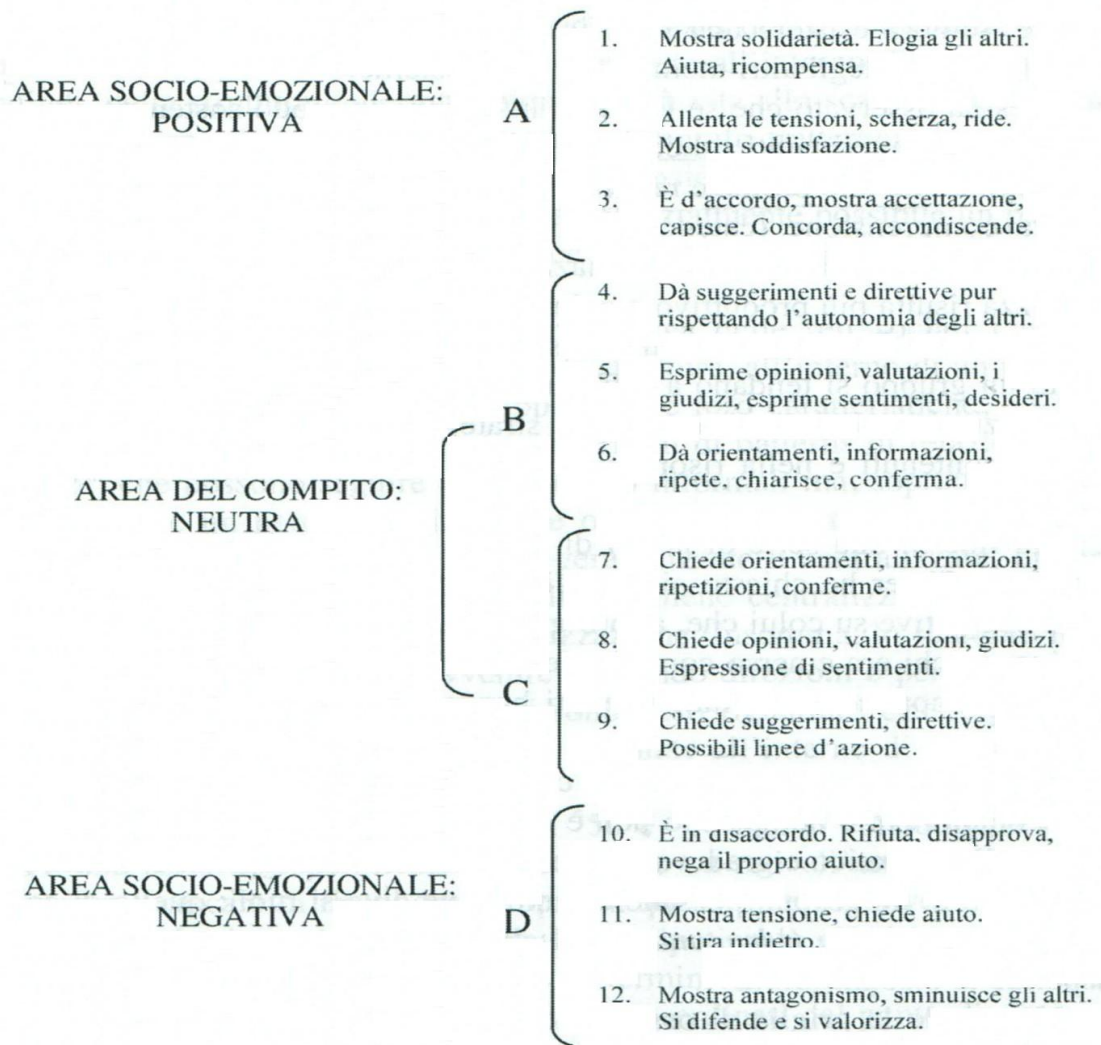 AREA SOCIO-EMOZIONALE:
POSITIVA
A
1. Mostra solidarietà. Elogia gli altri.
Aiuta, ricompensa.
2. Allenta le tensioni, scherza, ride.
Mostra soddisfazione.
3. È d'accordo, mostra accettazione,
capisce. Concorda, accondiscende.
AREA DEL COMPITO:
NEUTRA
B
4. Dà suggerimenti e direttive pur
rispettando l'autonomia degli altri.
5. Esprime opinioni, valutazioni, i
giudizi, esprime sentimenti, desideri.
6. Dà orientamenti, informazioni,
ripete, chiarisce, conferma.
C
7. Chiede orientamenti, informazioni,
ripetizioni, conferme.
8. Chiede opinioni, valutazioni, giudizi.
Espressione di sentimenti.
9. Chiede suggerimenti, direttive.
Possibili linee d'azione.
AREA SOCIO-EMOZIONALE:
NEGATIVA
D
10. È in disaccordo. Rifiuta, disapprova,
nega il proprio aiuto.
11. Mostra tensione, chiede aiuto.
Si tira indietro.
12. Mostra antagonismo, sminuisce gli altri.
Si difende e si valorizza.